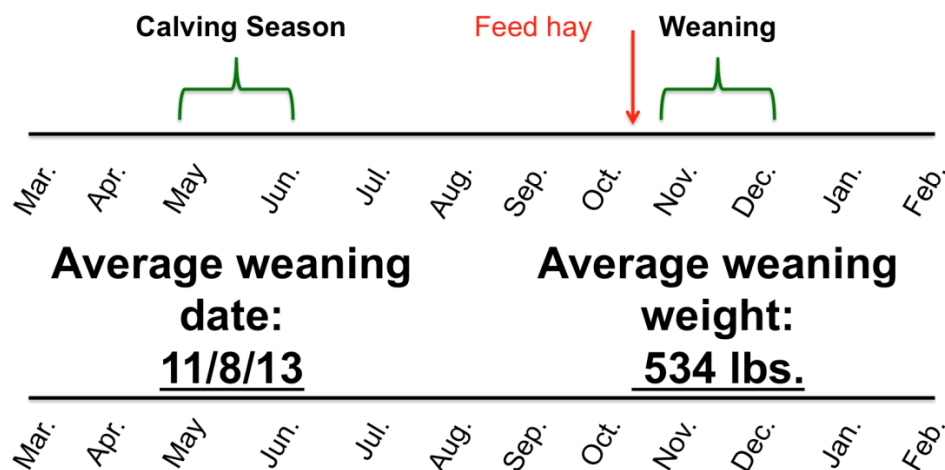 Calving Season Feed hay Weaning
Mar. Apr. May Jun. Jul. Aug. Sep. Oct. Nov. Dec. Jan. Feb.
Average weaning
date:
11/8/13
Average weaning
weight:
534 lbs.
Mar. Apr. May Jun. Jul. Aug. Sep. Oct. Nov. Dec. Jan. Feb.